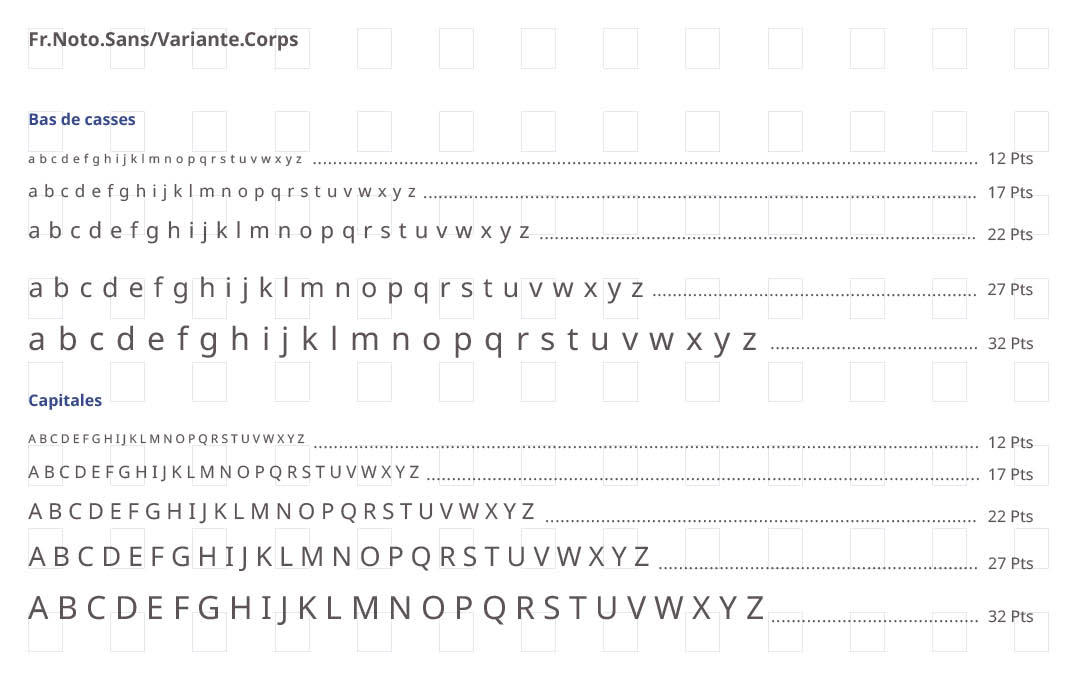 Fr.Noto.Sans/Variante.Corps
Bas de casses
a b c d e f g h i j k l m n o p q r s t u v w x y z ........ 12 Pts
a b c d e f g h i j k l m n o p q r s t u v w x y z ........ 17 Pts
a b c d e f g h i j k l m n o p q r s t u v w x y z ........ 22 Pts
a b c d e f g h i j k l m n o p q r s t u v w x y z ........ 27 Pts
a b c d e f g h i j k l m n o p q r s t u v w x y z ........ 32 Pts
Capitales
A B C D E F G H I J K L M N O P Q R S T U V W X Y Z ........ 12 Pts
A B C D E F G H I J K L M N O P Q R S T U V W X Y Z ........ 17 Pts
A B C D E F G H I J K L M N O P Q R S T U V W X Y Z ........ 22 Pts
A B C D E F G H I J K L M N O P Q R S T U V W X Y Z ........ 27 Pts
A B C D E F G H I J K L M N O P Q R S T U V W X Y Z ........ 32 Pts